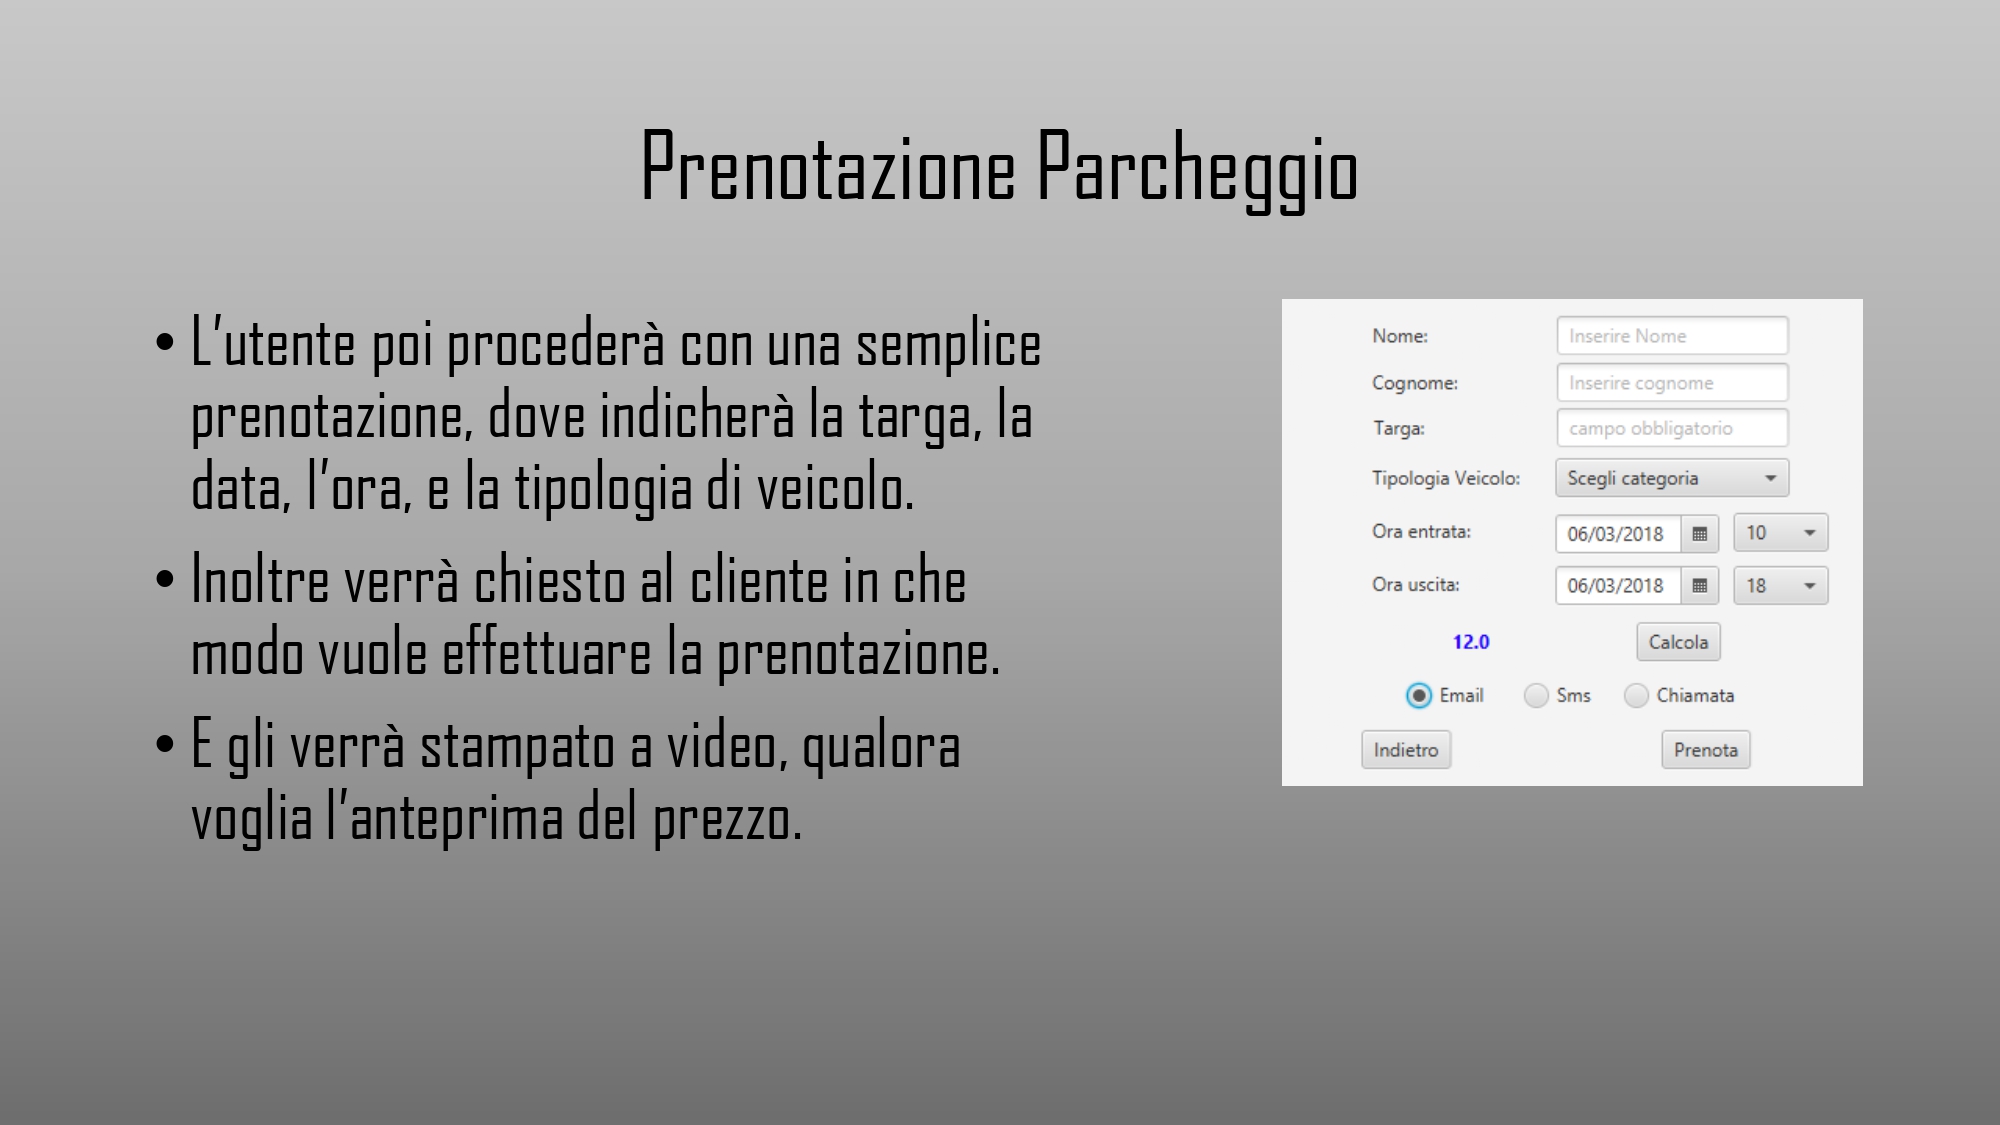 Prenotazione Parcheggio
• L'utente poi procederà con una semplice
prenotazione, dove indicherà la targa, la
data, l'ora, e la tipologia di veicolo.
• Inoltre verrà chiesto al cliente in che
modo vuole effettuare la prenotazione.
• E gli verrà stampato a video, qualora
voglia l'anteprima del prezzo.
Nome: Inserire Nome
Cognome: Inserire cognome
Targa: campo obbligatorio
Tipologia Veicolo: Scegli categoria
Ora entrata: 06/03/2018 10
Ora uscita: 06/03/2018 18
12.0 Calcola
Email Sms Chiamata
Indietro Prenota